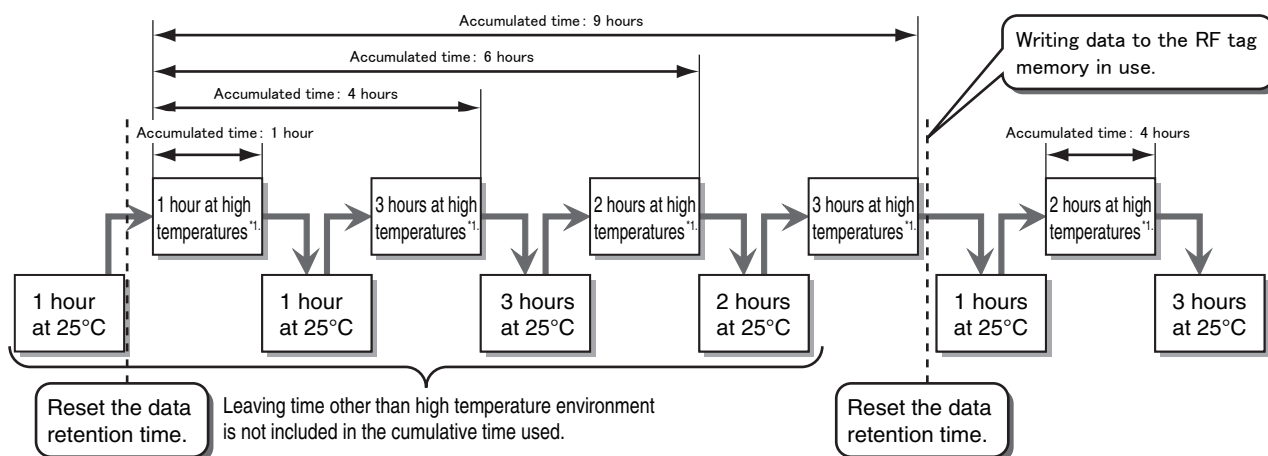 Accumulated time: 9 hours
Accumulated time: 6 hours
Accumulated time: 4 hours
Accumulated time: 1 hour
Writing data to the RF tag
memory in use.
Accumulated time: 4 hours
1 hour at high
temperatures*1.
3 hours at high
temperatures*1.
2 hours at high
temperatures*1.
3 hours at high
temperatures*1.
2 hours at high
temperatures*1.
1 hour
at 25°C
1 hour
at 25°C
3 hours
at 25°C
2 hours
at 25°C
1 hours
at 25°C
3 hours
at 25°C
Reset the data
retention time.
Leaving time other than high temperature environment
is not included in the cumulative time used.
Reset the data
retention time.